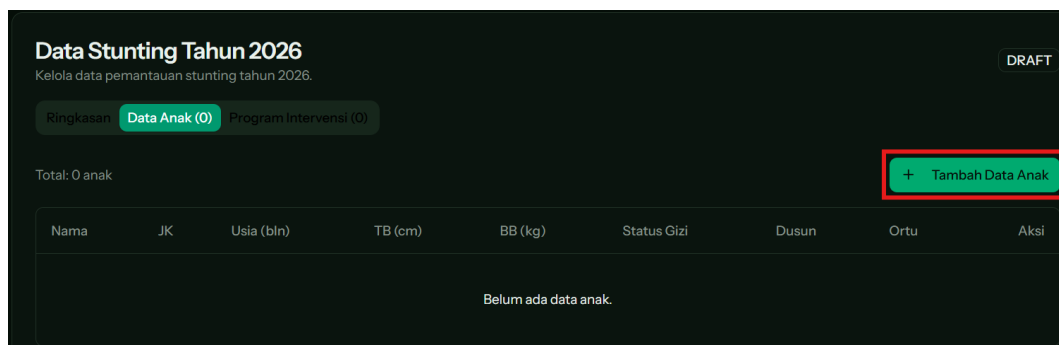 Data Stunting Tahun 2026
Kelola data pemantauan stunting tahun 2026.
DRAFT
Ringkasan Data Anak (0) Program Intervensi (0)
Total: 0 anak
+ Tambah Data Anak
Nama JK Usia (bln) TB (cm) BB (kg) Status Gizi Dusun Ortu Aksi
Belum ada data anak.